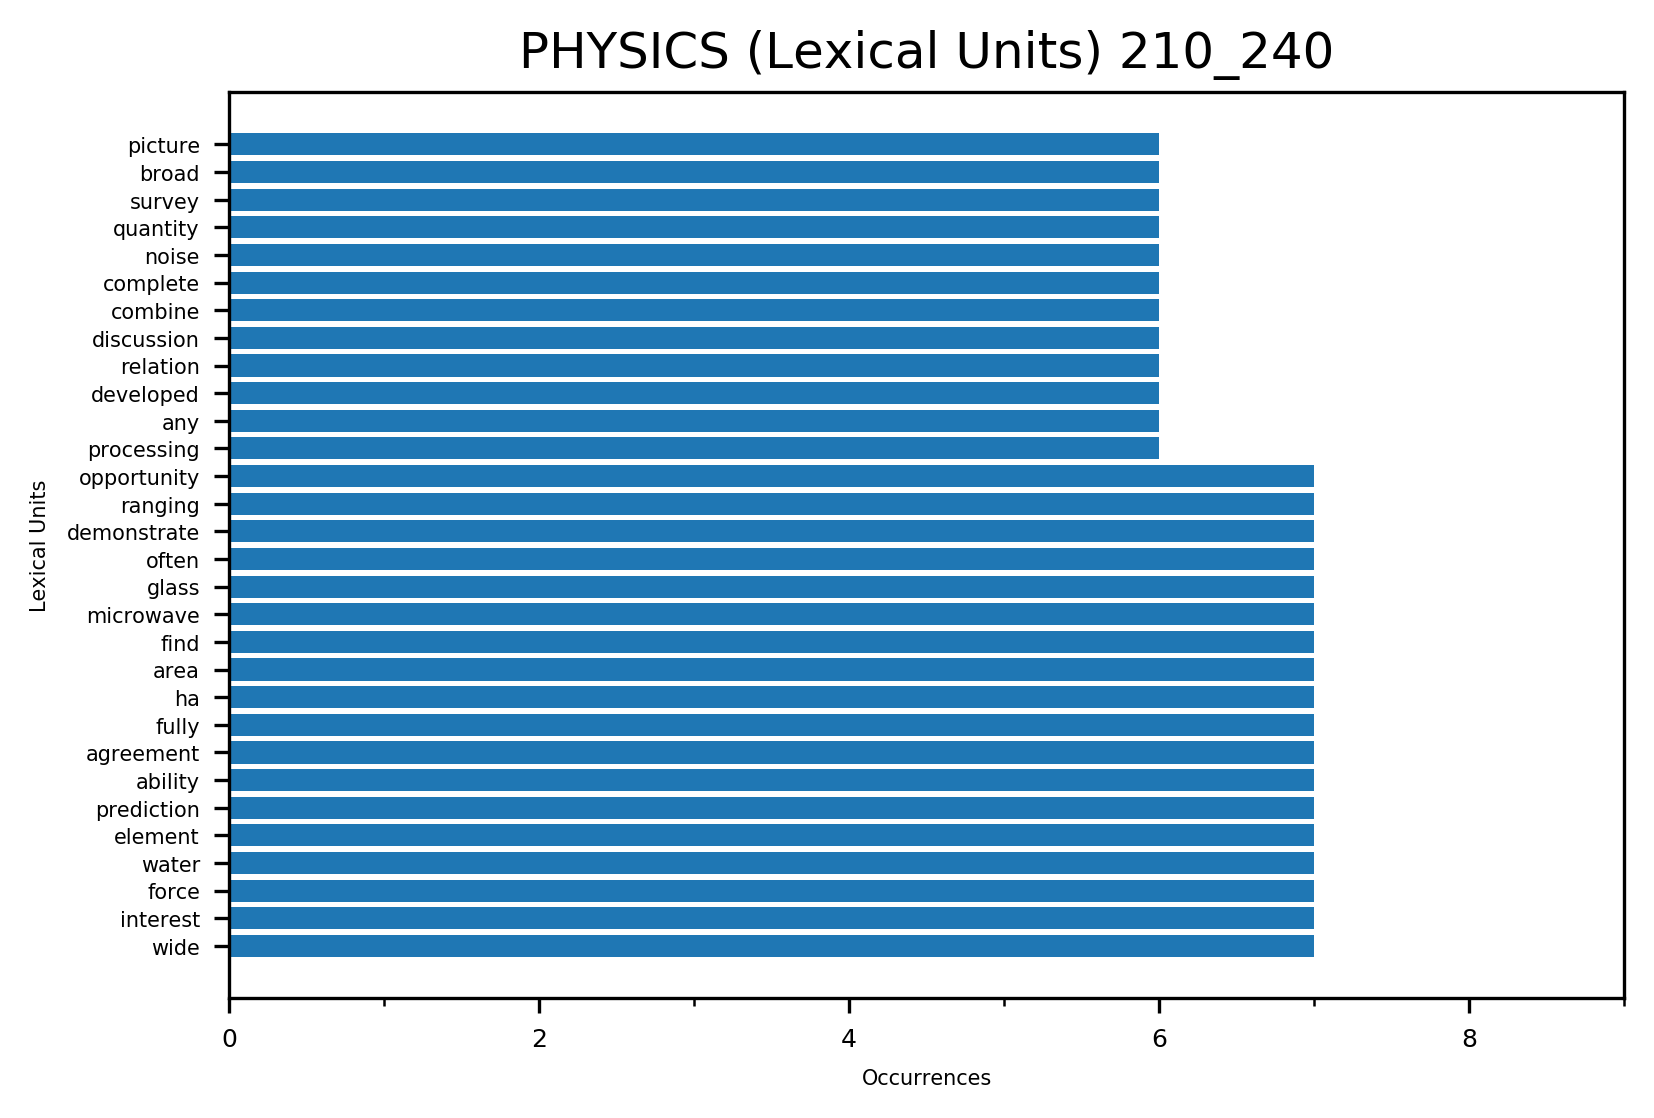 PHYSICS (Lexical Units) 210_240
picture
broad
survey
quantity
noise
complete
combine
discussion
relation
developed
any
processing
opportunity
ranging
demonstrate
often
glass
microwave
find
area
ha
fully
agreement
ability
prediction
element
water
force
interest
wide
Lexical Units
0 2 4 6 8
Occurrences